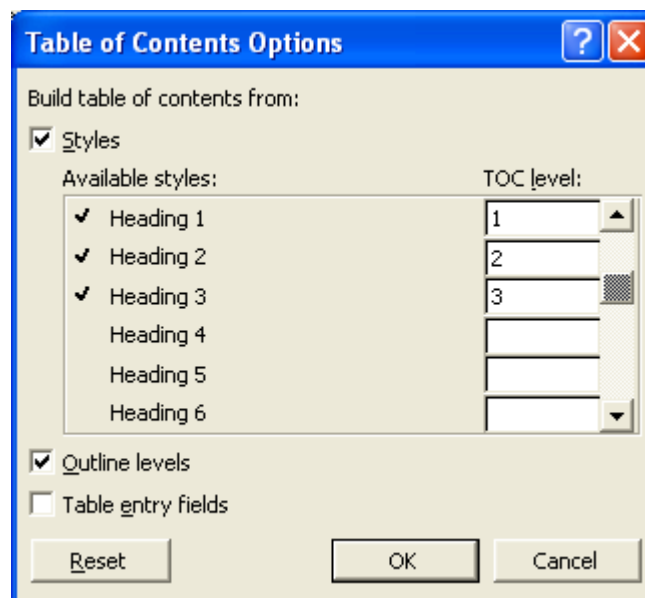 Table of Contents Options
Build table of contents from:
Styles
Available styles: TOC level:
Heading 1 1
Heading 2 2
Heading 3 3
Heading 4
Heading 5
Heading 6
Outline levels
Table entry fields
Reset OK Cancel